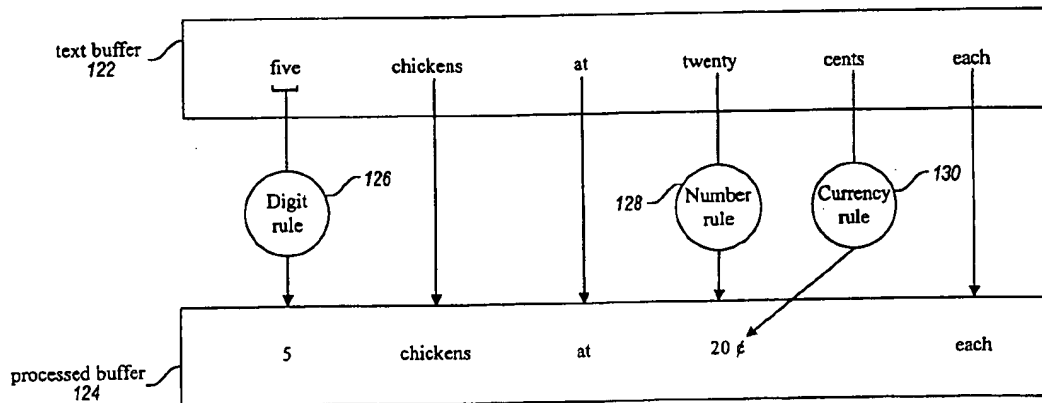 text buffer
122
five chickens at twenty cents each
Digit
rule
126
128
Number
rule
Currency
rule
130
5 chickens at 20 ¢ each
processed buffer
124